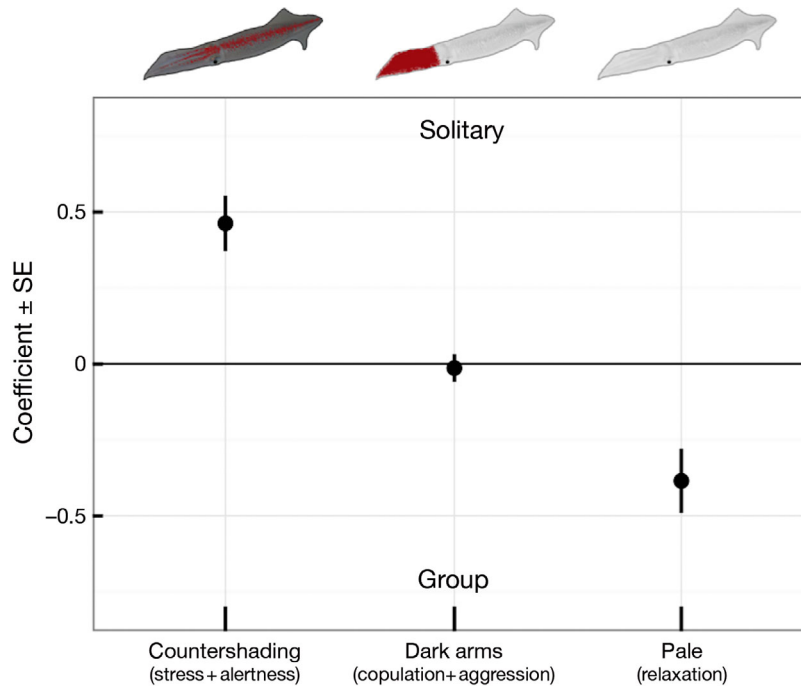 Solitary
0.5
0
−0.5
Coefficient ± SE
Group
Countershading
(stress + alertness)
Dark arms
(copulation+ aggression)
Pale
(relaxation)